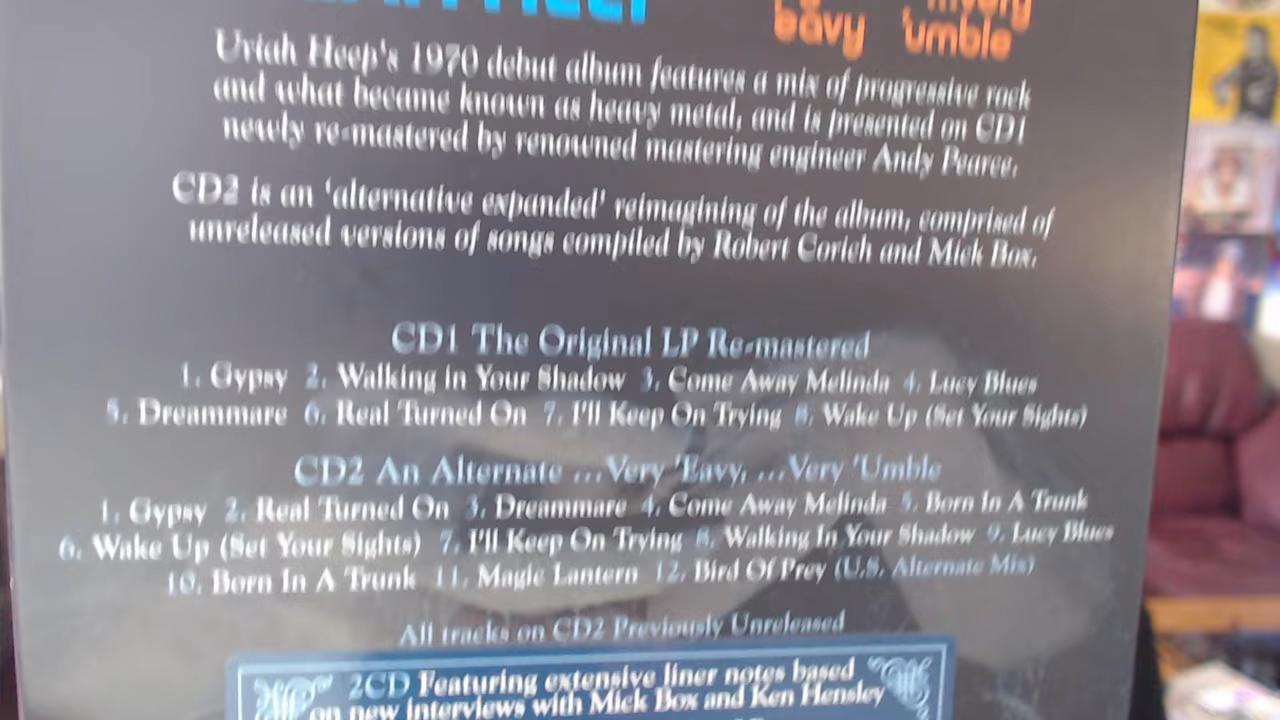 eavy 'umble
Uriah Heep's 1970 debut album features a mix of progressive rock
and what became known as heavy metal, and is presented on CD1
newly re-mastered by renowned mastering engineer Andy Pearce.
CD2 is an 'alternative expanded' reimagining of the album, comprised of
unreleased versions of songs compiled by Robert Corich and Mick Box.
CD1 The Original LP Re-mastered
1. Gypsy 2. Walking in Your Shadow 3. Come Away Melinda 4. Lucy Blues
5. Dreammare 6. Real Turned On 7. I'll Keep On Trying 8. Wake Up (Set Your Sights)
CD2 An Alternate ...Very 'Eavy, ...Very 'Umble
1. Gypsy 2. Real Turned On 3. Dreammare 4. Come Away Melinda 5. Born In A Trunk
6. Wake Up (Set Your Sights) 7. I'll Keep On Trying 8. Walking In Your Shadow 9. Lucy Blues
10. Born In A Trunk 11. Magic Lantern 12. Bird Of Prey (U.S. Alternate Mix)
All tracks on CD2 Previously Unreleased
2CD Featuring extensive liner notes based
on new interviews with Mick Box and Ken Hensley